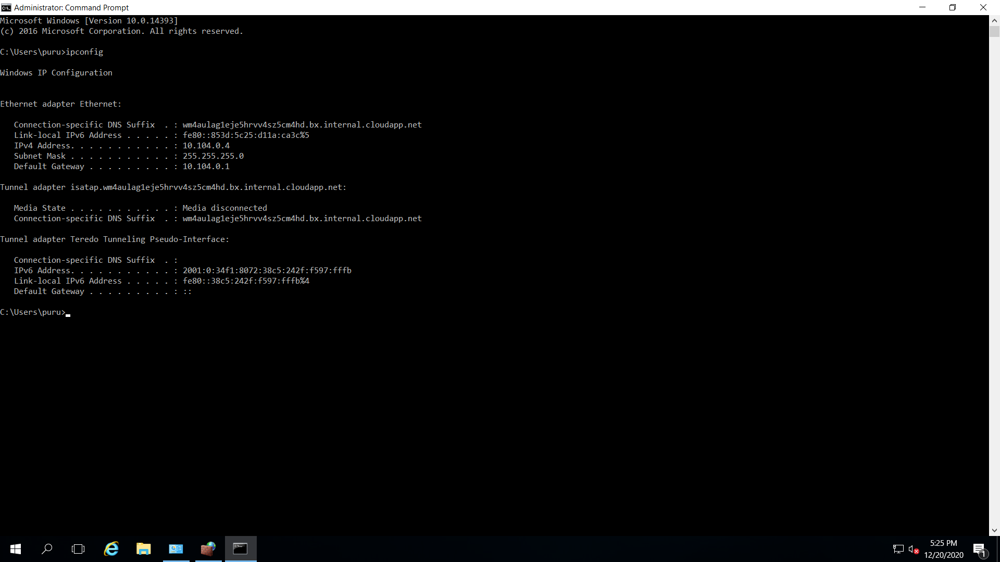 Administrator: Command Prompt
Microsoft Windows [Version 10.0.14393]
(c) 2016 Microsoft Corporation. All rights reserved.
C:\Users\puru>ipconfig
Windows IP Configuration
Ethernet adapter Ethernet:
Connection-specific DNS Suffix  . : wm4aulag1eje5hrvv4sz5cm4hd.bx.internal.cloudapp.net
Link-local IPv6 Address . . . . . : fe80::853d:5c25:d11a:ca3c%5
IPv4 Address. . . . . . . . . . . : 10.104.0.4
Subnet Mask . . . . . . . . . . . : 255.255.255.0
Default Gateway . . . . . . . . . : 10.104.0.1
Tunnel adapter isatap.wm4aulag1eje5hrvv4sz5cm4hd.bx.internal.cloudapp.net:
Media State . . . . . . . . . . . : Media disconnected
Connection-specific DNS Suffix  . : wm4aulag1eje5hrvv4sz5cm4hd.bx.internal.cloudapp.net
Tunnel adapter Teredo Tunneling Pseudo-Interface:
Connection-specific DNS Suffix  . :
IPv6 Address. . . . . . . . . . . : 2001:0:34f1:8072:38c5:242f:f597:fffb
Link-local IPv6 Address . . . . . : fe80::38c5:242f:f597:fffb%4
Default Gateway . . . . . . . . . : ::
C:\Users\puru>
5:25 PM
12/20/2020
1